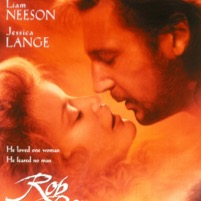 Liam
NEESON
Jessica
LANGE
He loved one woman
He feared no man.
Rob